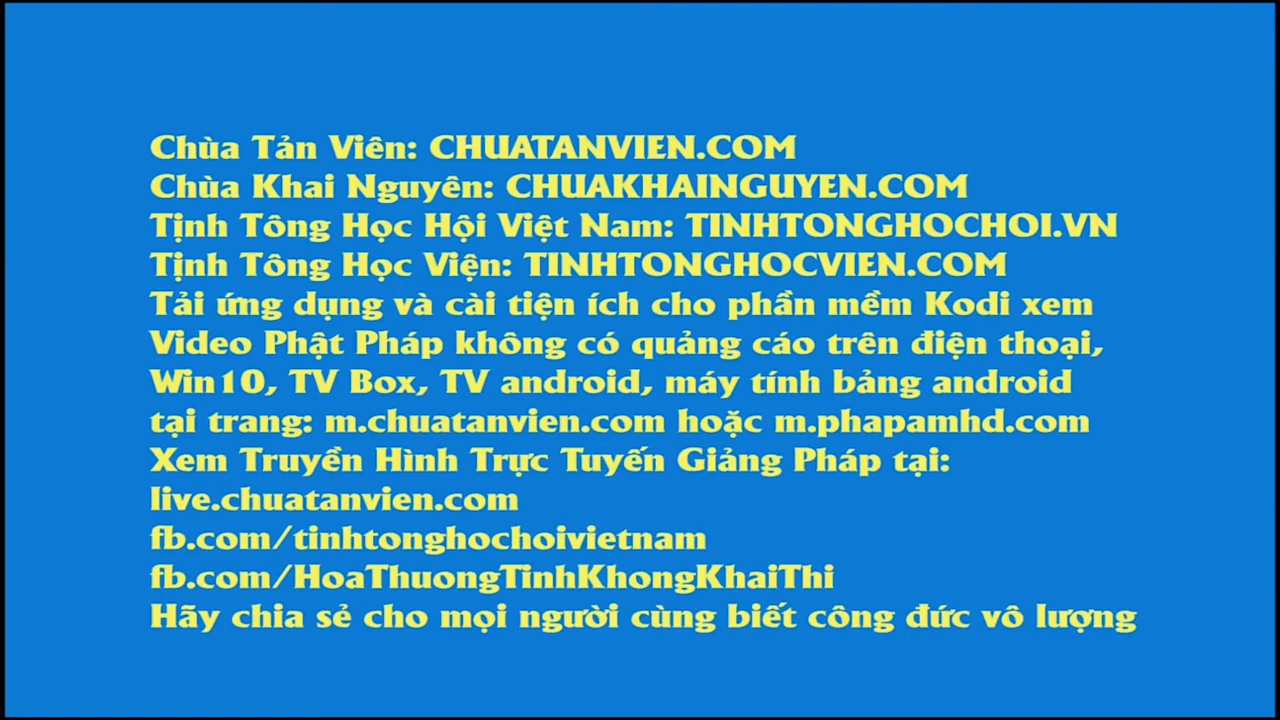 Chùa Tản Viên: CHUATANVIEN.COM
Chùa Khai Nguyên: CHUAKHAINGUYEN.COM
Tịnh Tông Học Hội Việt Nam: TINHTONGHOCHOI.VN
Tịnh Tông Học Viện: TINHTONGHOCVIEN.COM
Tải ứng dụng và cài tiện ích cho phần mềm Kodi xem
Video Phật Pháp không có quảng cáo trên điện thoại,
Win10, TV Box, TV android, máy tính bảng android
tại trang: m.chuatanvien.com hoặc m.phapamhd.com
Xem Truyền Hình Trực Tuyến Giảng Pháp tại:
live.chuatanvien.com
fb.com/tinhtonghochoivietnam
fb.com/HoaThuongTinhKhongKhaiThi
Hãy chia sẻ cho mọi người cùng biết công đức vô lượng